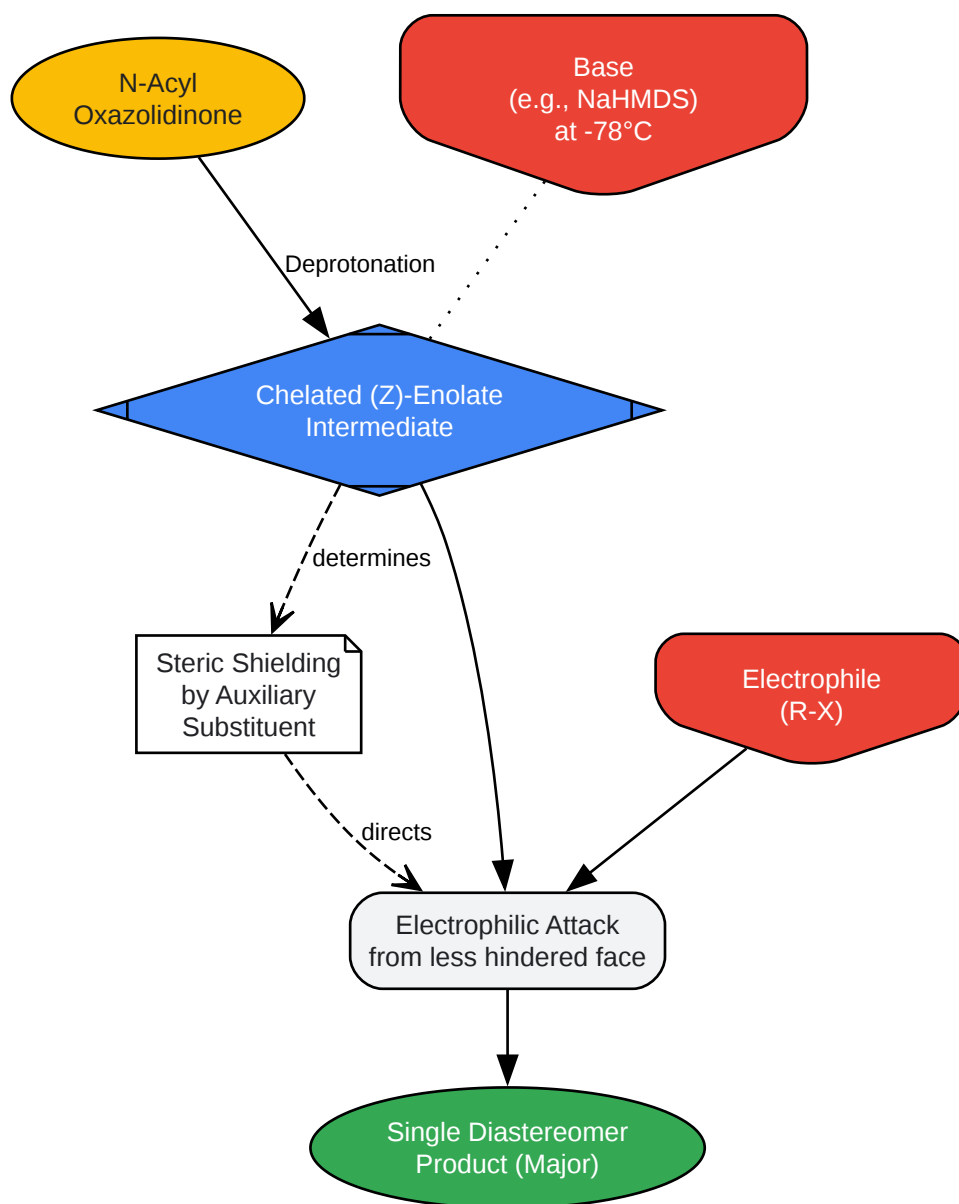 N-Acyl
Oxazolidinone
Base
(e.g., NaHMDS)
at -78°C
Deprotonation
Chelated (Z)-Enolate
Intermediate
determines
Steric Shielding
by Auxiliary
Substituent
Electrophile
(R-X)
directs
Electrophilic Attack
from less hindered face
Single Diastereomer
Product (Major)